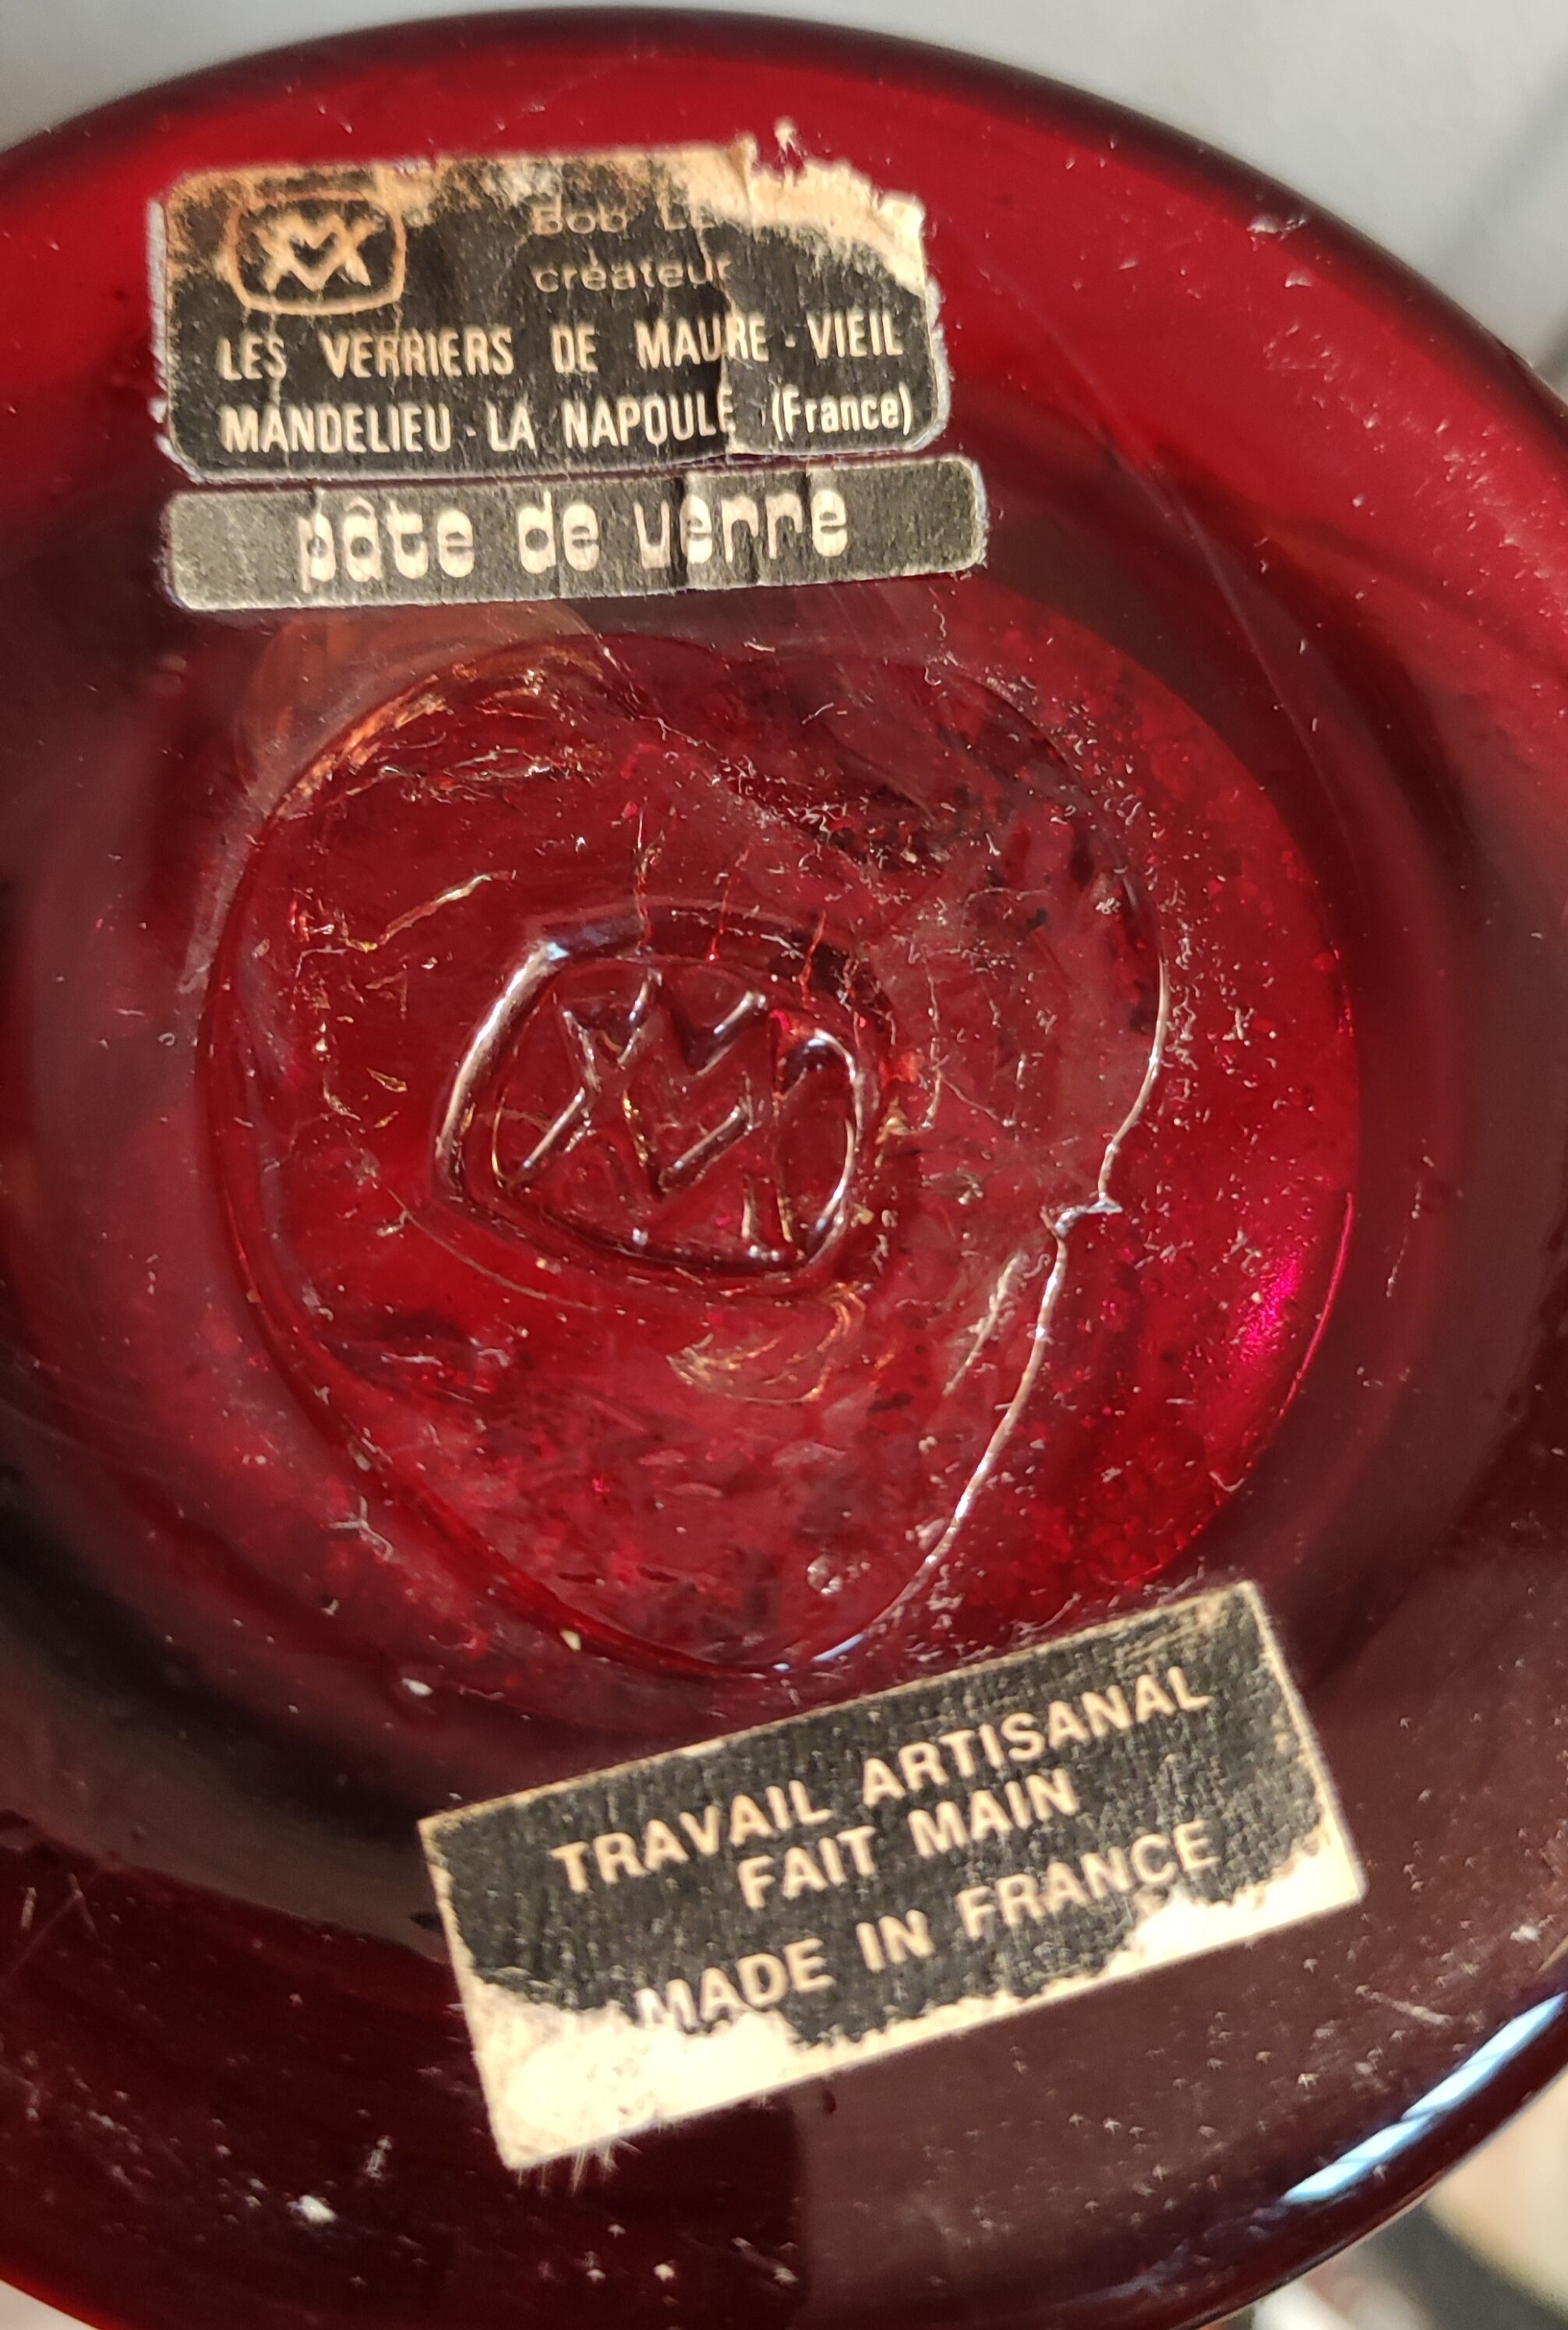 Bob
créateur
LES VERRIERS DE MAURE-VIEIL
MANDELIEU-LA NAPOULE (France)
pâte de verre
TRAVAIL ARTISANAL
FAIT MAIN
MADE IN FRANCE